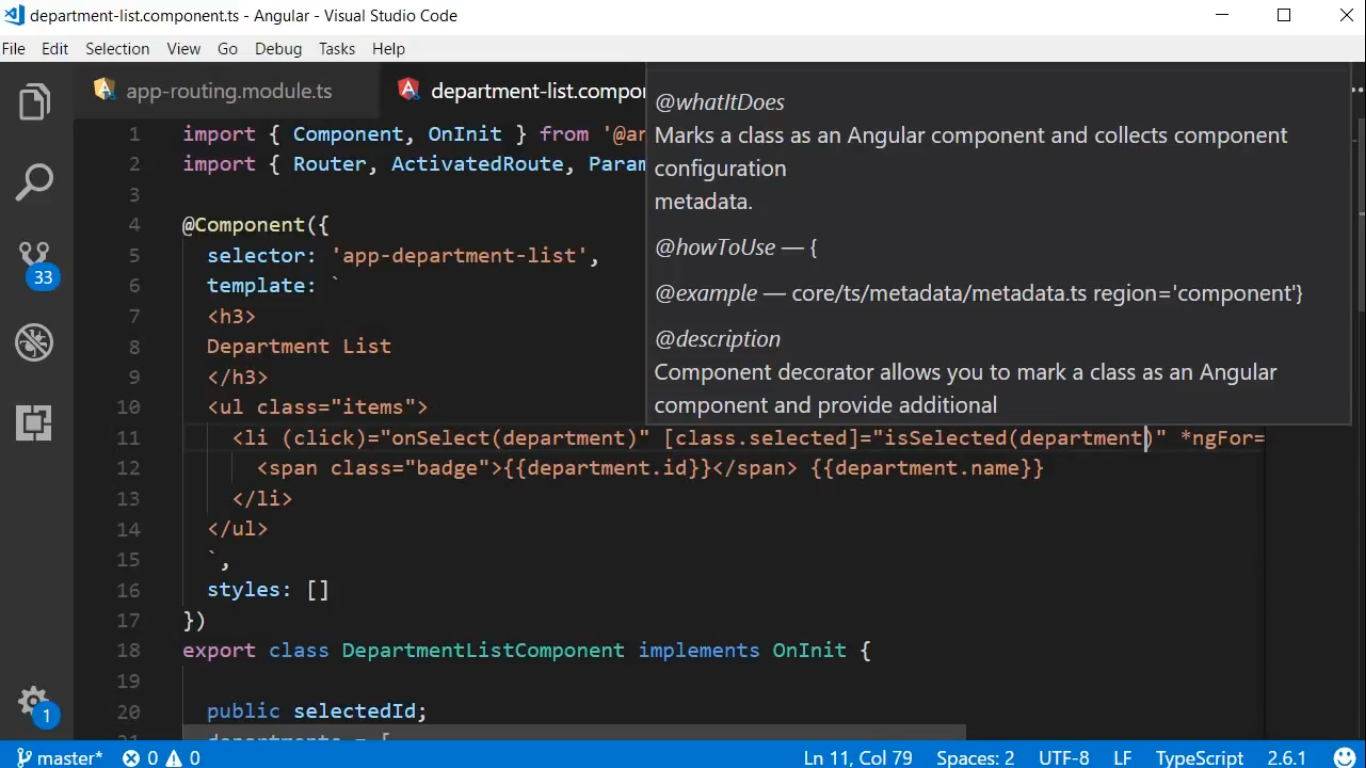 department-list.component.ts - Angular - Visual Studio Code
File Edit Selection View Go Debug Tasks Help
app-routing.module.ts
department-list.compo
@whatItDoes
Marks a class as an Angular component and collects component
configuration
metadata.
@howToUse — {
@example — core/ts/metadata/metadata.ts region='component'}
@description
Component decorator allows you to mark a class as an Angular
component and provide additional
1 import { Component, OnInit } from '@an
2 import { Router, ActivatedRoute, Param
3
4 @Component({
5 selector: 'app-department-list',
6 template: `
7 <h3>
8 Department List
9 </h3>
10 <ul class="items">
11 <li (click)="onSelect(department)" [class.selected]="isSelected(department)" *ngFor=
12 <span class="badge">{{department.id}}</span> {{department.name}}
13 </li>
14 </ul>
15 `,
16 styles: []
17 })
18 export class DepartmentListComponent implements OnInit {
19
20 public selectedId;
21 departments = [
33
1
master* 0 0 Ln 11, Col 79 Spaces: 2 UTF-8 LF TypeScript 2.6.1